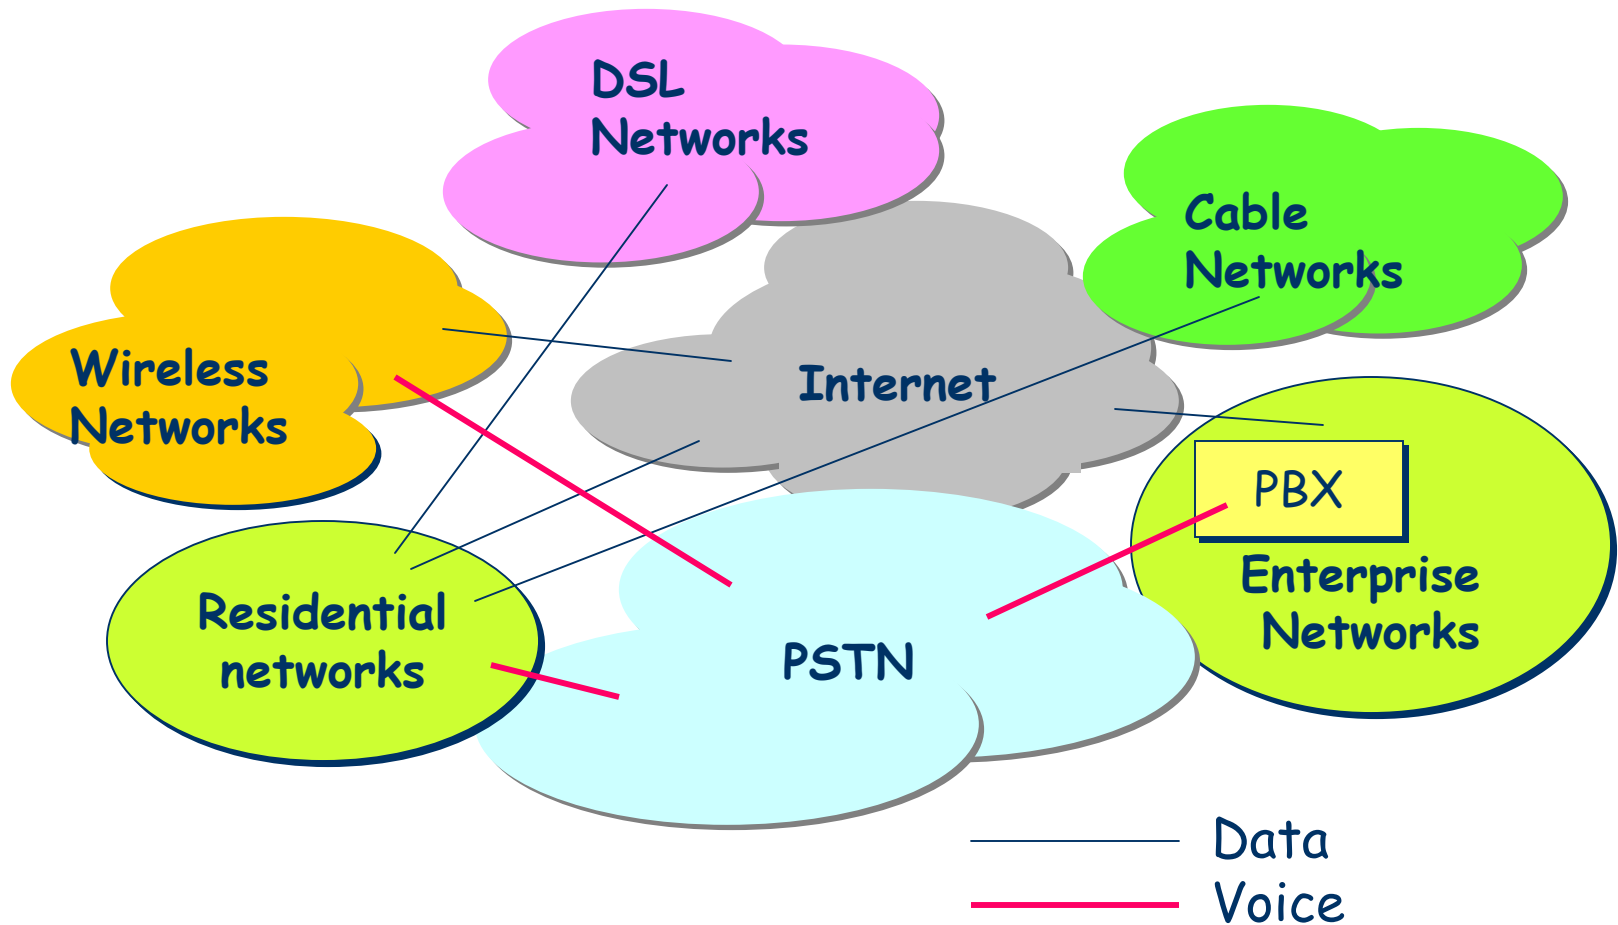 DSL
Networks
Cable
Networks
Wireless
Networks
Internet
PBX
Enterprise
Networks
Residential
networks
PSTN
Data
Voice